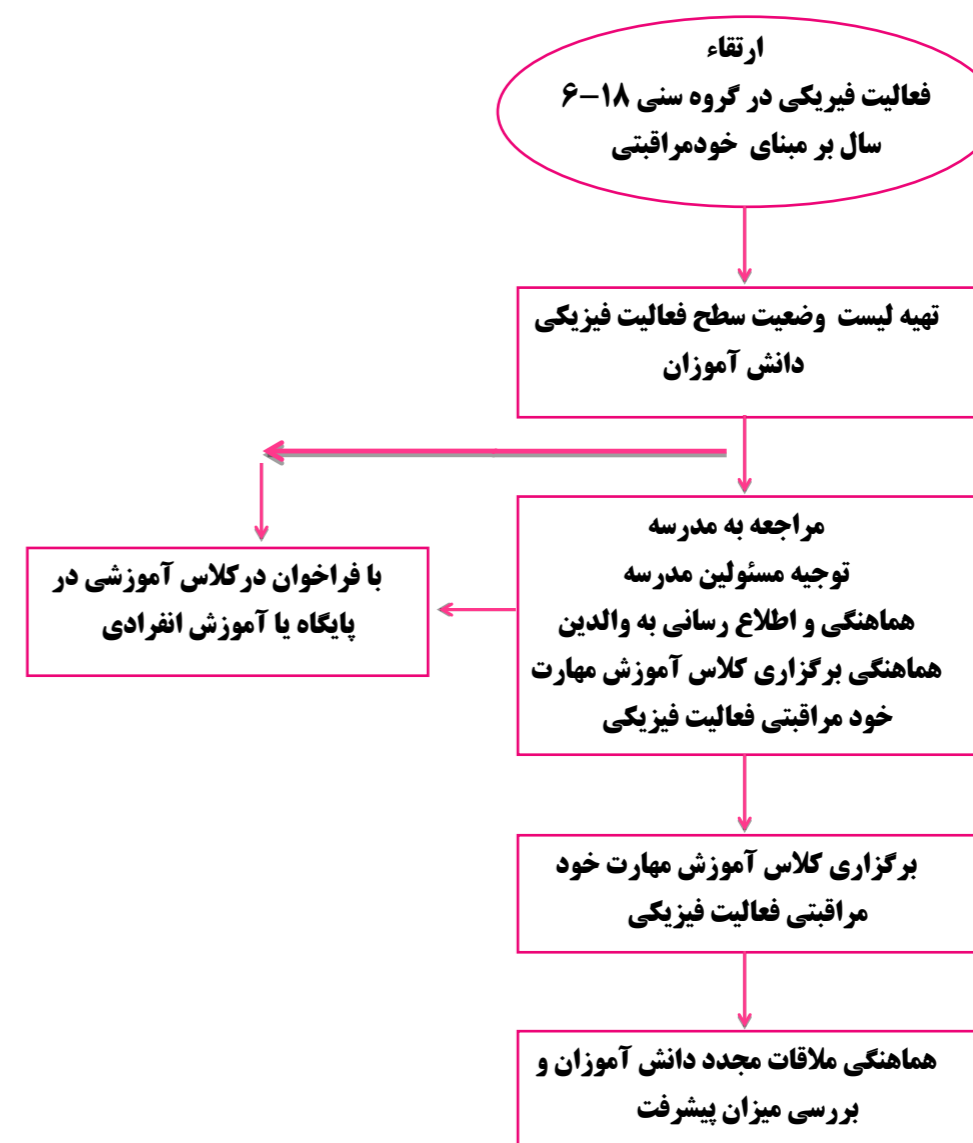 ارتقاء
فعالیت فیریکی در گروه سنی ۱۸-۶
سال بر مبنای خودمراقبتی
تهیه لیست وضعیت سطح فعالیت فیزیکی
دانش آموزان
مراجعه به مدرسه
توجیه مسئولین مدرسه
هماهنگی و اطلاع رسانی به والدین
هماهنگی برگزاری کلاس آموزش مهارت
خود مراقبتی فعالیت فیزیکی
با فراخوان درکلاس آموزشی در
پایگاه یا آموزش انفرادی
برگزاری کلاس آموزش مهارت خود
مراقبتی فعالیت فیزیکی
هماهنگی ملاقات مجدد دانش آموزان و
بررسی میزان پیشرفت